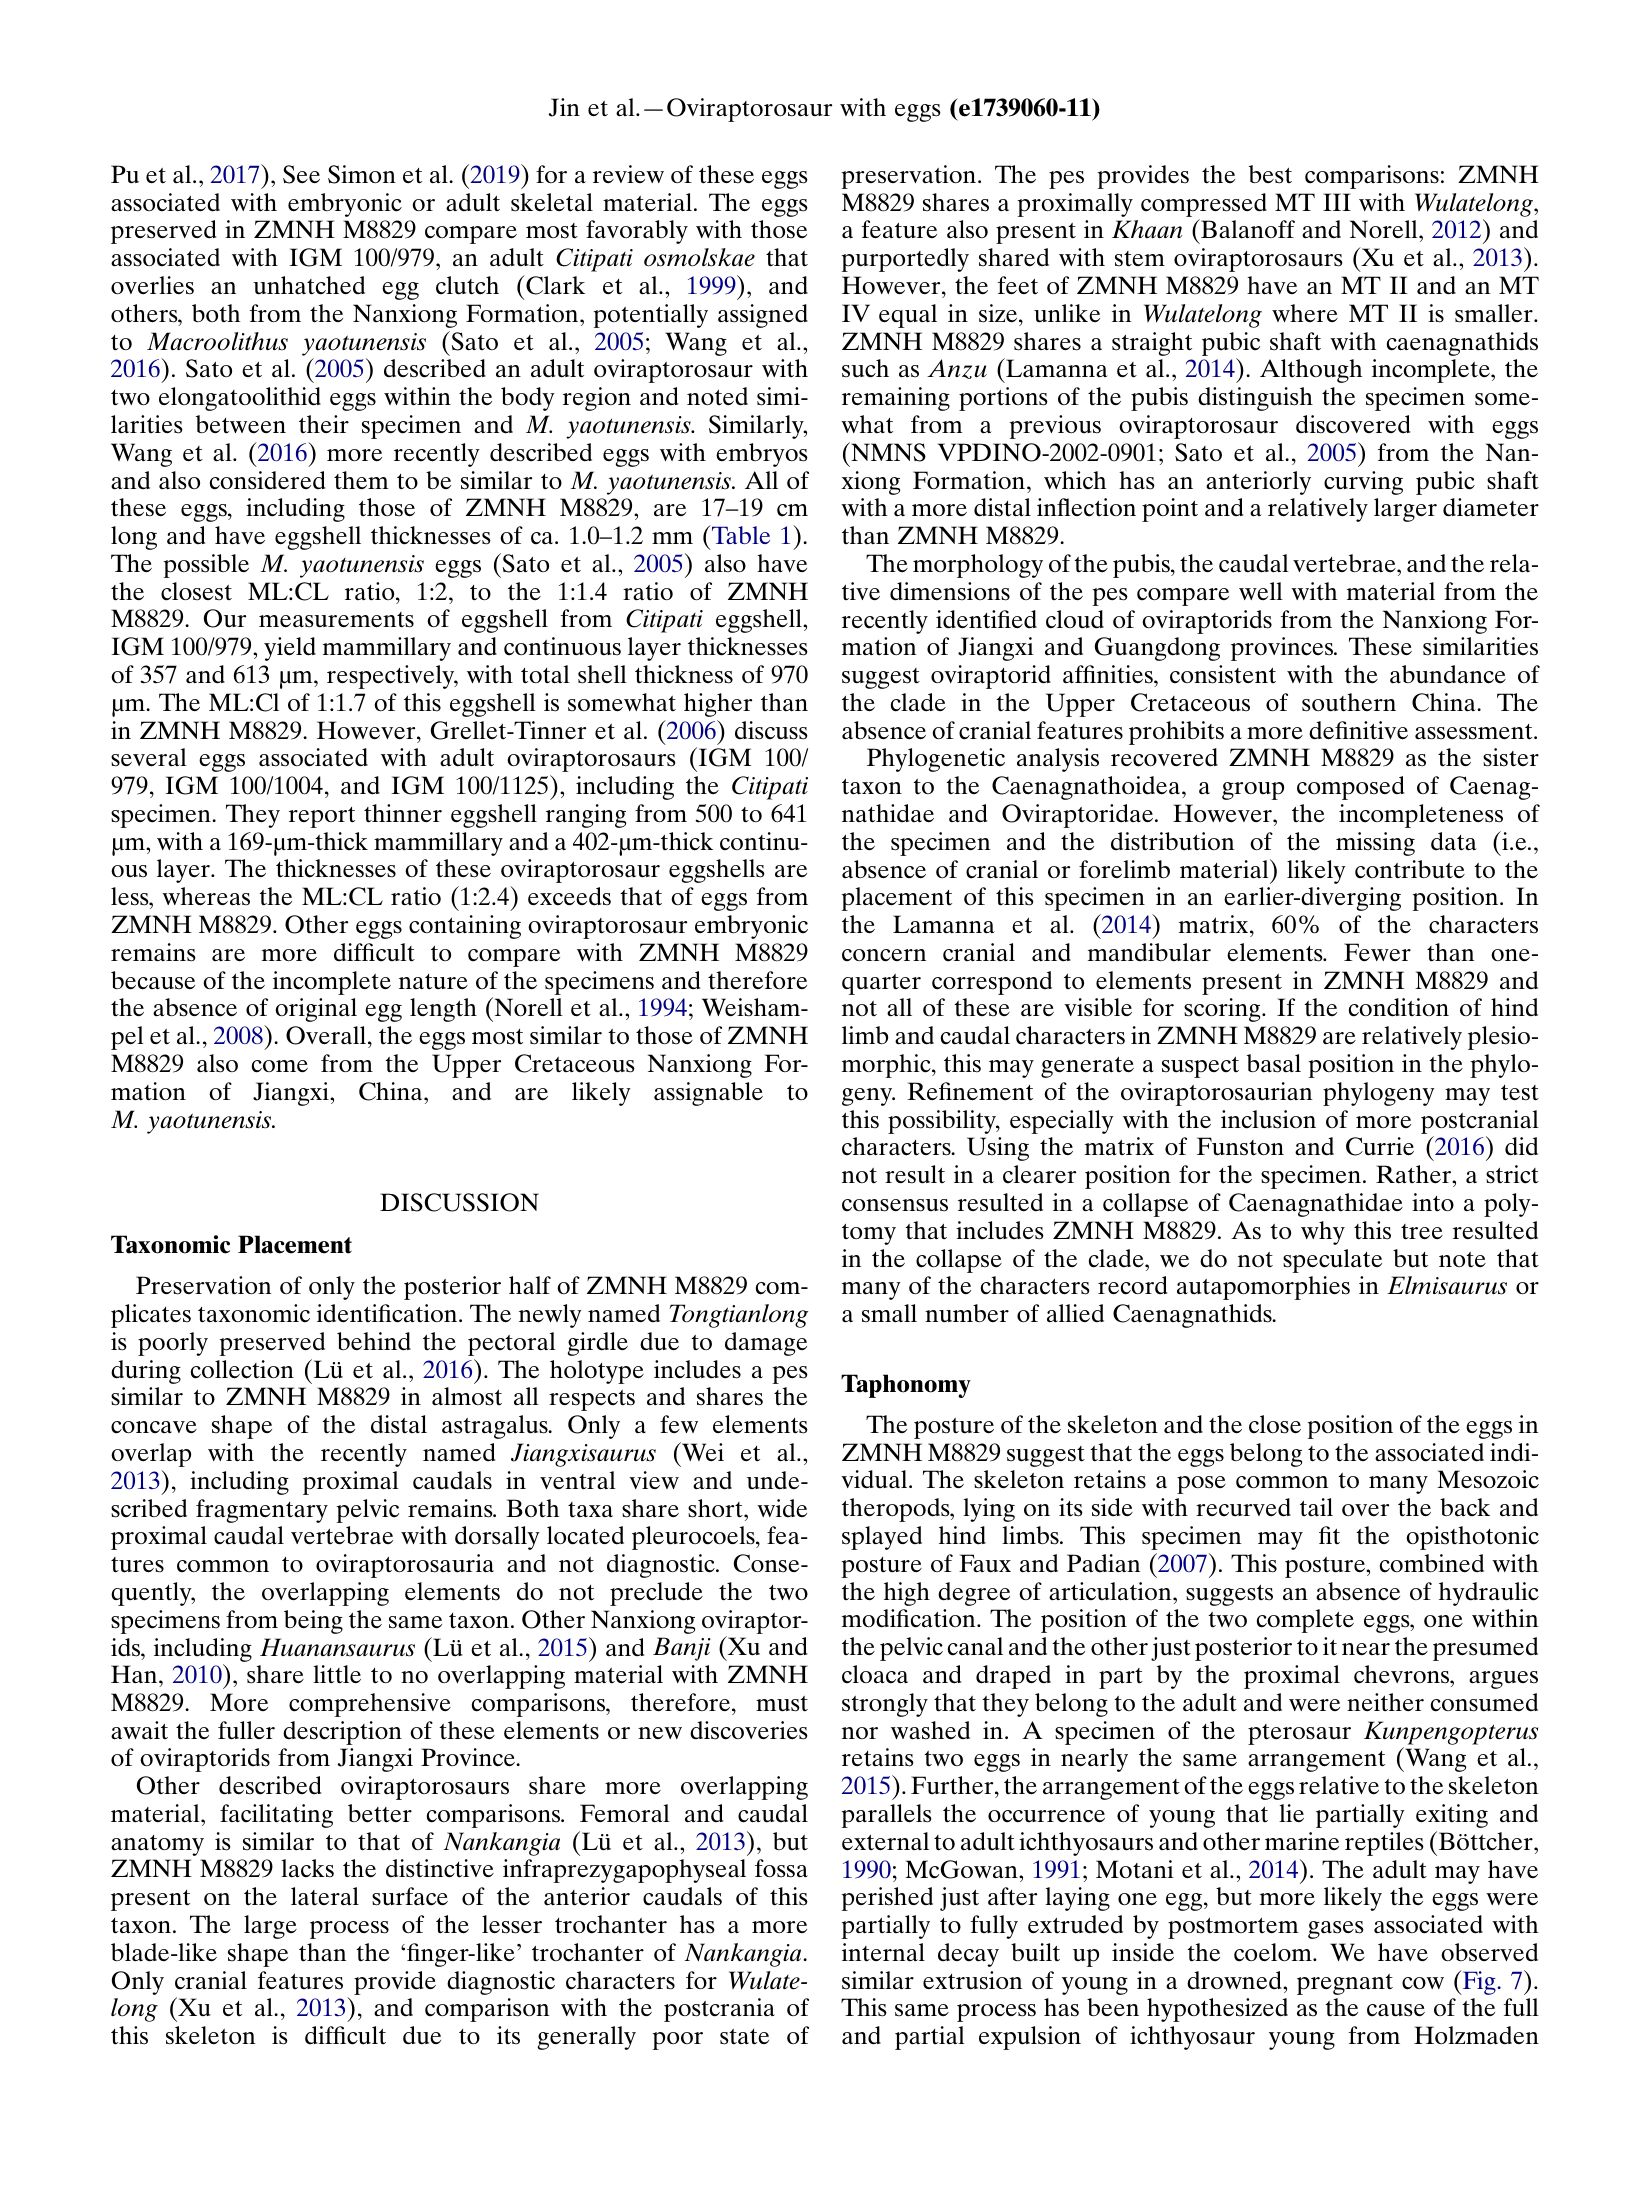 Jin et al.—Oviraptorosaur with eggs (e1739060-11)
Pu et al., 2017), See Simon et al. (2019) for a review of these eggs
associated with embryonic or adult skeletal material. The eggs
preserved in ZMNH M8829 compare most favorably with those
associated with IGM 100/979, an adult Citipati osmolskae that
overlies an unhatched egg clutch (Clark et al., 1999), and
others, both from the Nanxiong Formation, potentially assigned
to Macroolithus yaotunensis (Sato et al., 2005; Wang et al.,
2016). Sato et al. (2005) described an adult oviraptorosaur with
two elongatoolithid eggs within the body region and noted simi-
larities between their specimen and M. yaotunensis. Similarly,
Wang et al. (2016) more recently described eggs with embryos
and also considered them to be similar to M. yaotunensis. All of
these eggs, including those of ZMNH M8829, are 17–19 cm
long and have eggshell thicknesses of ca. 1.0–1.2 mm (Table 1).
The possible M. yaotunensis eggs (Sato et al., 2005) also have
the closest ML:CL ratio, 1:2, to the 1:1.4 ratio of ZMNH
M8829. Our measurements of eggshell from Citipati eggshell,
IGM 100/979, yield mammillary and continuous layer thicknesses
of 357 and 613 μm, respectively, with total shell thickness of 970
μm. The ML:Cl of 1:1.7 of this eggshell is somewhat higher than
in ZMNH M8829. However, Grellet-Tinner et al. (2006) discuss
several eggs associated with adult oviraptorosaurs (IGM 100/
979, IGM 100/1004, and IGM 100/1125), including the Citipati
specimen. They report thinner eggshell ranging from 500 to 641
μm, with a 169-μm-thick mammillary and a 402-μm-thick continu-
ous layer. The thicknesses of these oviraptorosaur eggshells are
less, whereas the ML:CL ratio (1:2.4) exceeds that of eggs from
ZMNH M8829. Other eggs containing oviraptorosaur embryonic
remains are more difficult to compare with ZMNH M8829
because of the incomplete nature of the specimens and therefore
the absence of original egg length (Norell et al., 1994; Weisham-
pel et al., 2008). Overall, the eggs most similar to those of ZMNH
M8829 also come from the Upper Cretaceous Nanxiong For-
mation of Jiangxi, China, and are likely assignable to
M. yaotunensis.
DISCUSSION
Taxonomic Placement
Preservation of only the posterior half of ZMNH M8829 com-
plicates taxonomic identification. The newly named Tongtianlong
is poorly preserved behind the pectoral girdle due to damage
during collection (Lü et al., 2016). The holotype includes a pes
similar to ZMNH M8829 in almost all respects and shares the
concave shape of the distal astragalus. Only a few elements
overlap with the recently named Jiangxisaurus (Wei et al.,
2013), including proximal caudals in ventral view and unde-
scribed fragmentary pelvic remains. Both taxa share short, wide
proximal caudal vertebrae with dorsally located pleurocoels, fea-
tures common to oviraptorosauria and not diagnostic. Conse-
quently, the overlapping elements do not preclude the two
specimens from being the same taxon. Other Nanxiong oviraptor-
ids, including Huanansaurus (Lü et al., 2015) and Banji (Xu and
Han, 2010), share little to no overlapping material with ZMNH
M8829. More comprehensive comparisons, therefore, must
await the fuller description of these elements or new discoveries
of oviraptorids from Jiangxi Province.
Other described oviraptorosaurs share more overlapping
material, facilitating better comparisons. Femoral and caudal
anatomy is similar to that of Nankangia (Lü et al., 2013), but
ZMNH M8829 lacks the distinctive infraprezygapophyseal fossa
present on the lateral surface of the anterior caudals of this
taxon. The large process of the lesser trochanter has a more
blade-like shape than the ‘finger-like’ trochanter of Nankangia.
Only cranial features provide diagnostic characters for Wulate-
long (Xu et al., 2013), and comparison with the postcrania of
this skeleton is difficult due to its generally poor state of
preservation. The pes provides the best comparisons: ZMNH
M8829 shares a proximally compressed MT III with Wulatelong,
a feature also present in Khaan (Balanoff and Norell, 2012) and
purportedly shared with stem oviraptorosaurs (Xu et al., 2013).
However, the feet of ZMNH M8829 have an MT II and an MT
IV equal in size, unlike in Wulatelong where MT II is smaller.
ZMNH M8829 shares a straight pubic shaft with caenagnathids
such as Anzu (Lamanna et al., 2014). Although incomplete, the
remaining portions of the pubis distinguish the specimen some-
what from a previous oviraptorosaur discovered with eggs
(NMNS VPDINO-2002-0901; Sato et al., 2005) from the Nan-
xiong Formation, which has an anteriorly curving pubic shaft
with a more distal inflection point and a relatively larger diameter
than ZMNH M8829.
The morphology of the pubis, the caudal vertebrae, and the rela-
tive dimensions of the pes compare well with material from the
recently identified cloud of oviraptorids from the Nanxiong For-
mation of Jiangxi and Guangdong provinces. These similarities
suggest oviraptorid affinities, consistent with the abundance of
the clade in the Upper Cretaceous of southern China. The
absence of cranial features prohibits a more definitive assessment.
Phylogenetic analysis recovered ZMNH M8829 as the sister
taxon to the Caenagnathoidea, a group composed of Caenag-
nathidae and Oviraptoridae. However, the incompleteness of
the specimen and the distribution of the missing data (i.e.,
absence of cranial or forelimb material) likely contribute to the
placement of this specimen in an earlier-diverging position. In
the Lamanna et al. (2014) matrix, 60% of the characters
concern cranial and mandibular elements. Fewer than one-
quarter correspond to elements present in ZMNH M8829 and
not all of these are visible for scoring. If the condition of hind
limb and caudal characters in ZMNH M8829 are relatively plesio-
morphic, this may generate a suspect basal position in the phylo-
geny. Refinement of the oviraptorosaurian phylogeny may test
this possibility, especially with the inclusion of more postcranial
characters. Using the matrix of Funston and Currie (2016) did
not result in a clearer position for the specimen. Rather, a strict
consensus resulted in a collapse of Caenagnathidae into a poly-
tomy that includes ZMNH M8829. As to why this tree resulted
in the collapse of the clade, we do not speculate but note that
many of the characters record autapomorphies in Elmisaurus or
a small number of allied Caenagnathids.
Taphonomy
The posture of the skeleton and the close position of the eggs in
ZMNH M8829 suggest that the eggs belong to the associated indi-
vidual. The skeleton retains a pose common to many Mesozoic
theropods, lying on its side with recurved tail over the back and
splayed hind limbs. This specimen may fit the opisthotonic
posture of Faux and Padian (2007). This posture, combined with
the high degree of articulation, suggests an absence of hydraulic
modification. The position of the two complete eggs, one within
the pelvic canal and the other just posterior to it near the presumed
cloaca and draped in part by the proximal chevrons, argues
strongly that they belong to the adult and were neither consumed
nor washed in. A specimen of the pterosaur Kunpengopterus
retains two eggs in nearly the same arrangement (Wang et al.,
2015). Further, the arrangement of the eggs relative to the skeleton
parallels the occurrence of young that lie partially exiting and
external to adult ichthyosaurs and other marine reptiles (Böttcher,
1990; McGowan, 1991; Motani et al., 2014). The adult may have
perished just after laying one egg, but more likely the eggs were
partially to fully extruded by postmortem gases associated with
internal decay built up inside the coelom. We have observed
similar extrusion of young in a drowned, pregnant cow (Fig. 7).
This same process has been hypothesized as the cause of the full
and partial expulsion of ichthyosaur young from Holzmaden